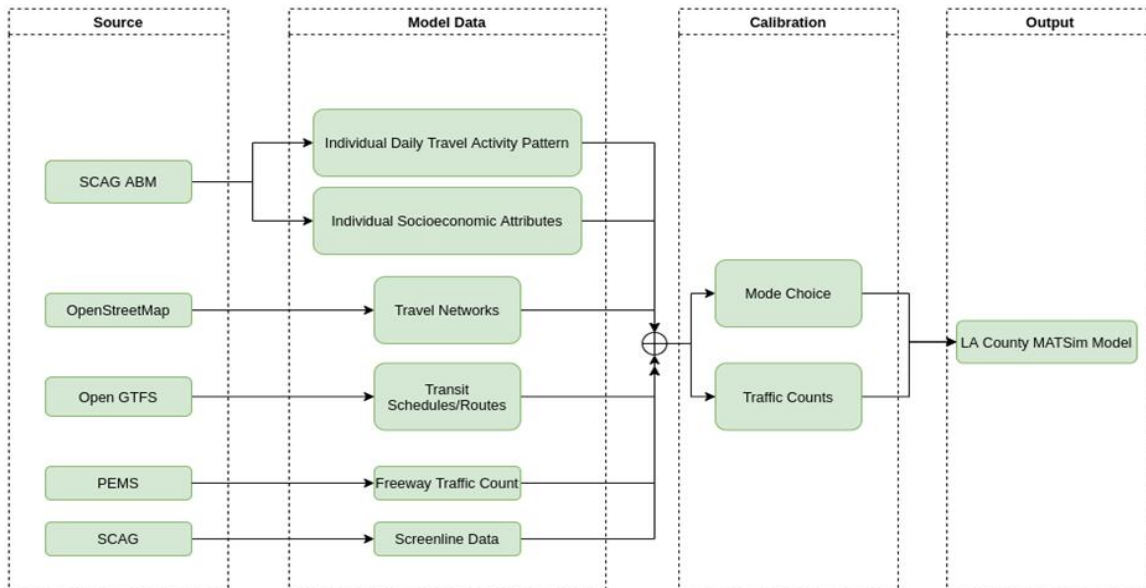 Source
Model Data
Calibration
Output
SCAG ABM
Individual Daily Travel Activity Pattern
Individual Socioeconomic Attributes
OpenStreetMap
Travel Networks
Open GTFS
Transit
Schedules/Routes
PEMS
Freeway Traffic Count
SCAG
Screenline Data
Mode Choice
Traffic Counts
LA County MATSim Model